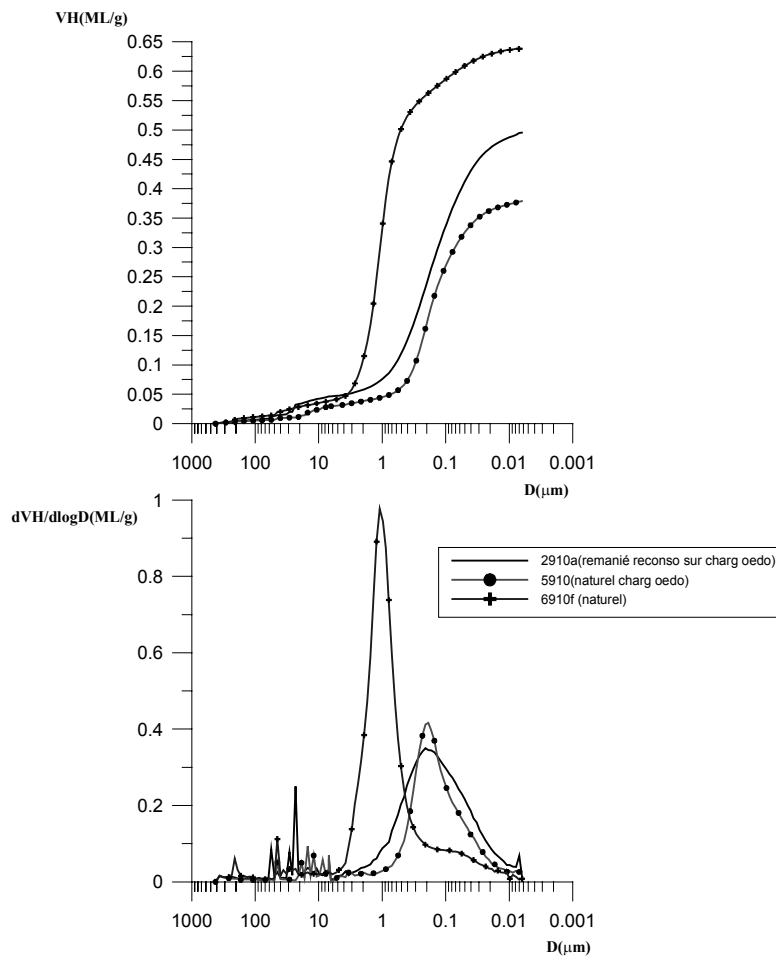 VH(ML/g)
0.65
0.6
0.55
0.5
0.45
0.4
0.35
0.3
0.25
0.2
0.15
0.1
0.05
0
1000 100 10 1 0.1 0.01 0.001
D(μm)
dVH/dlogD(ML/g)
1
0.8
0.6
0.4
0.2
0
2910a(remanié reconso sur charg oedo)
5910(naturel charg oedo)
6910f (naturel)
1000 100 10 1 0.1 0.01 0.001
D(μm)